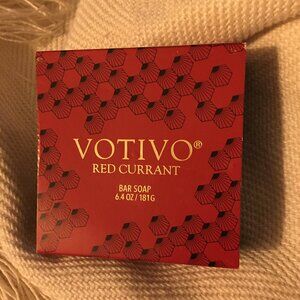 VOTIVO®
RED CURRANT
BAR SOAP
6.4 OZ / 181G